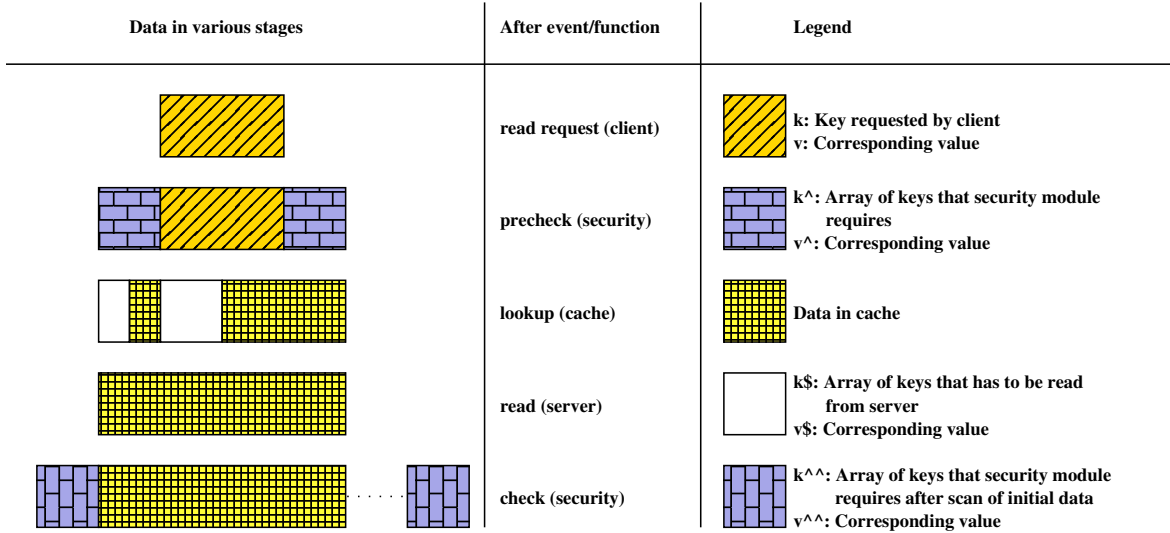 Data in various stages
After event/function
Legend
read request (client)
k: Key requested by client
v: Corresponding value
precheck (security)
k^: Array of keys that security module
requires
v^: Corresponding value
lookup (cache)
Data in cache
read (server)
k$: Array of keys that has to be read
from server
v$: Corresponding value
check (security)
k^^: Array of keys that security module
requires after scan of initial data
v^^: Corresponding value